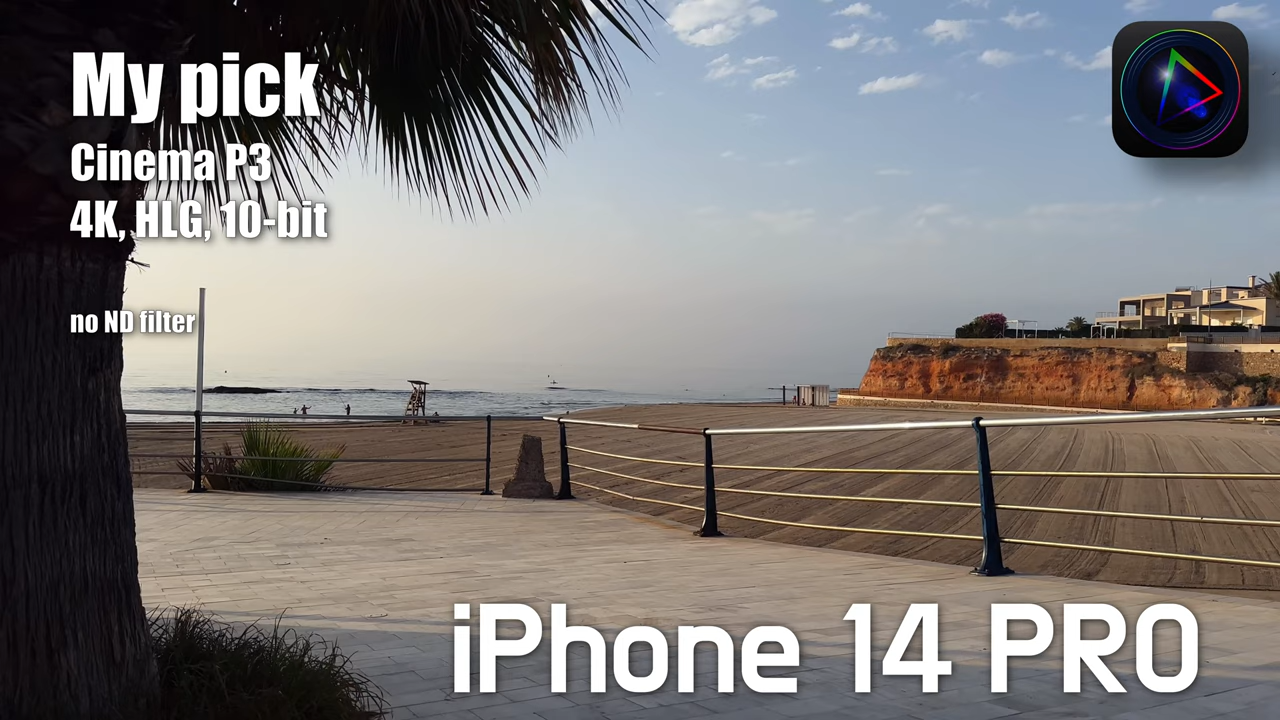 My pick
Cinema P3
4K, HLG, 10-bit
no ND filter
iPhone 14 PRO